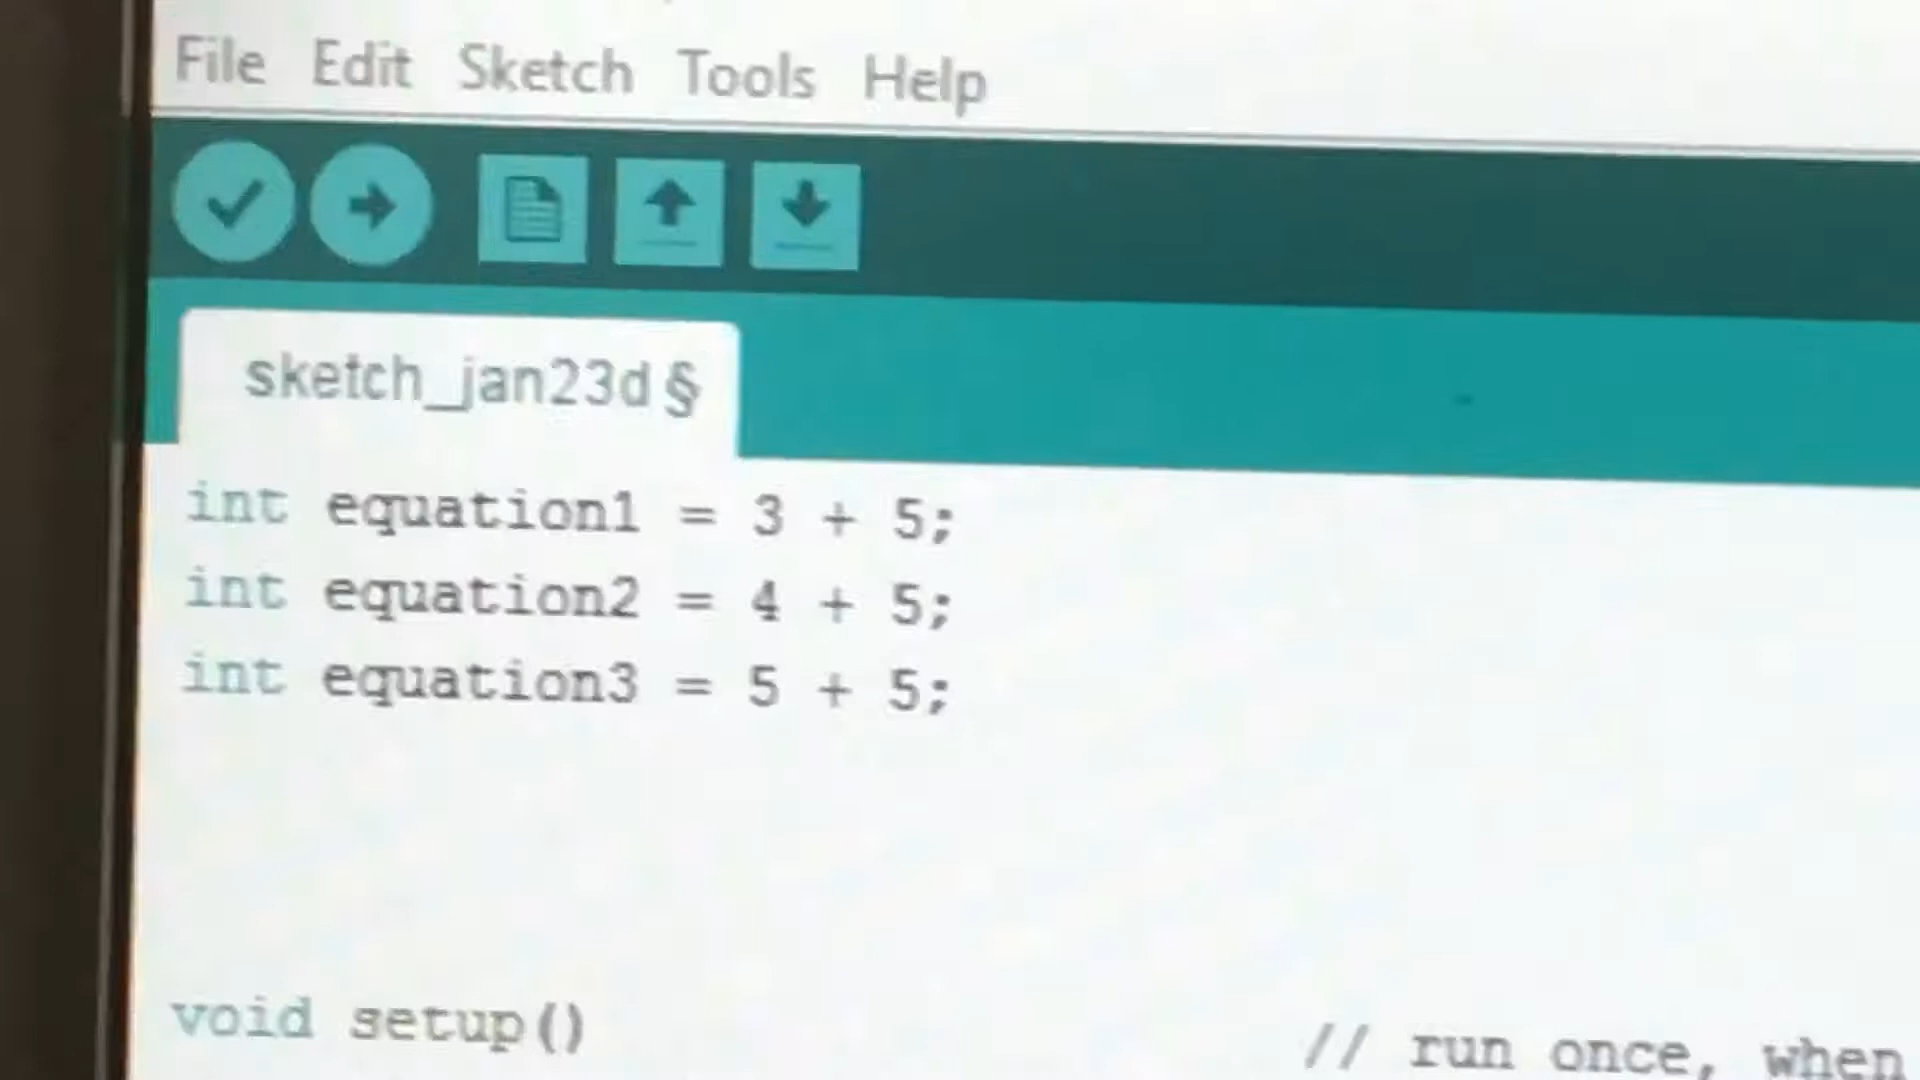 File Edit Sketch Tools Help
sketch_jan23d §
int equation1 = 3 + 5;
int equation2 = 4 + 5;
int equation3 = 5 + 5;
void setup() // run once, when